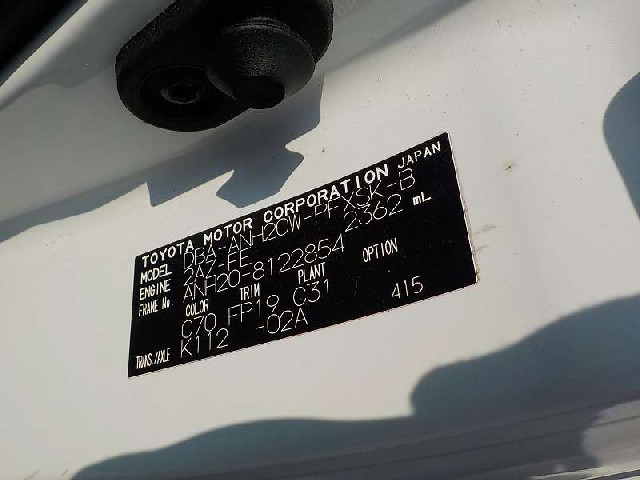 TOYOTA MOTOR CORPORATION JAPAN
MODEL DBA-ANH20W-DFXSK-B
ENGINE 2AZ-FE 2362 mL
FRAME No. ANH20-8122854
COLOR TRIM PLANT OPTION
C70 FP19 C31 415
TRANS./AXLE K112 -02A